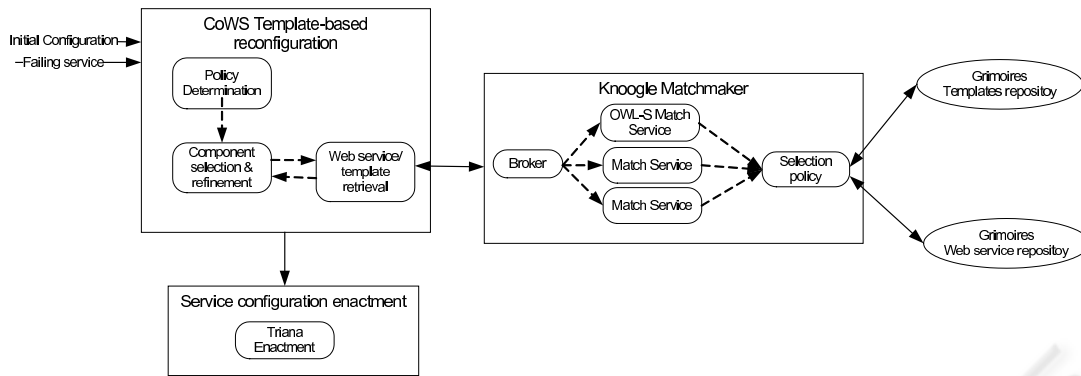 CoWS Template-based
reconfiguration
Initial Configuration
Failing service
Policy
Determination
Component
selection &
refinement
Web service/
template
retrieval
Knoogle Matchmaker
Broker
OWL-S Match
Service
Match Service
Match Service
Selection
policy
Grimoires
Templates repositoy
Grimoires
Web service repositoy
Service configuration enactment
Triana
Enactment